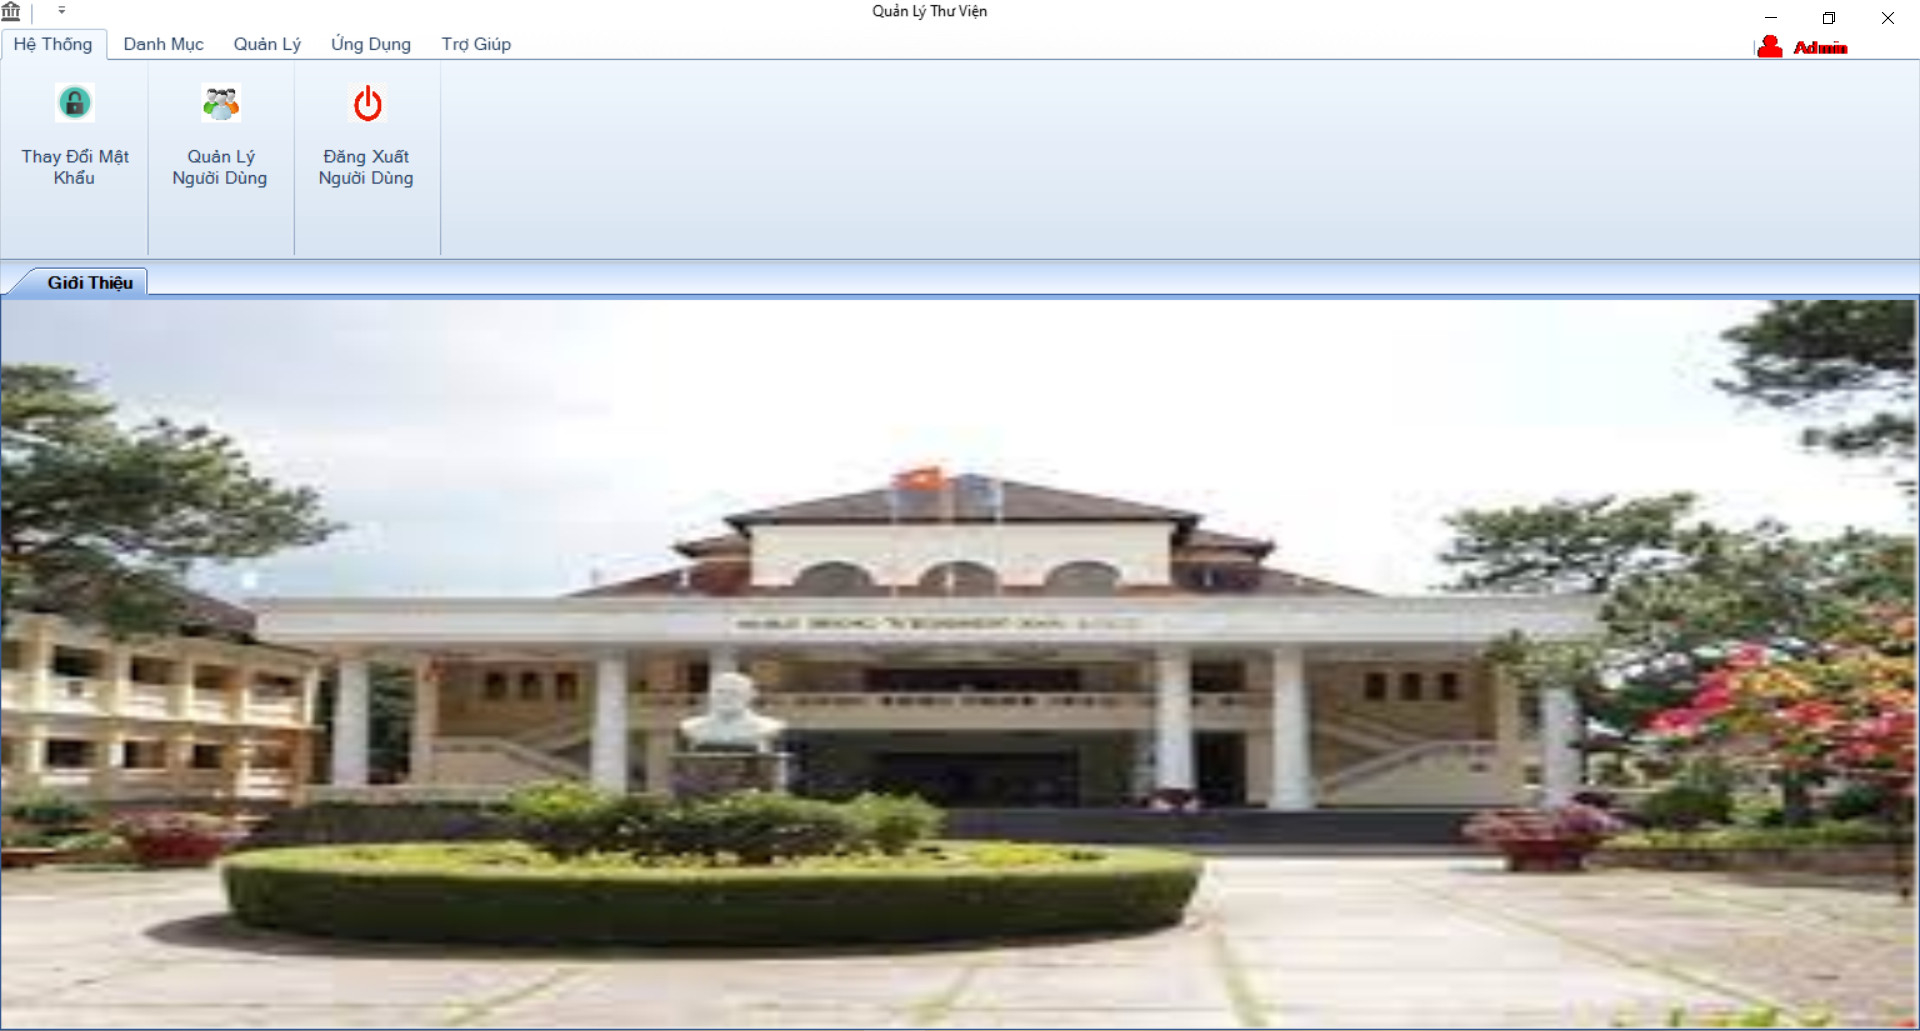 Quản Lý Thư Viện
Hệ Thống Danh Mục Quản Lý Ứng Dụng Trợ Giúp
Admin
Thay Đổi Mật
Khẩu
Quản Lý
Người Dùng
Đăng Xuất
Người Dùng
Giới Thiệu